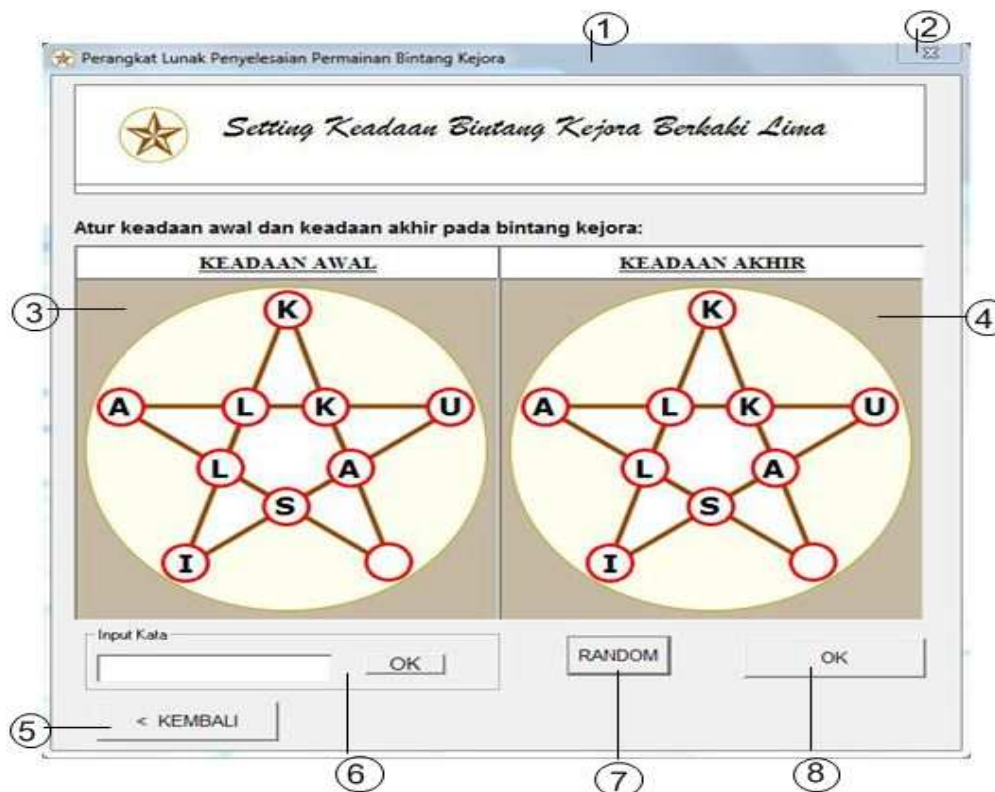 1 2
Perangkat Lunak Penyelesaian Permainan Bintang Kejora
Setting Keadaan Bintang Kejora Berkaki Lima
Atur keadaan awal dan keadaan akhir pada bintang kejora:
KEADAAN AWAL KEADAAN AKHIR
3 K K 4
A L K U A L K U
L A L A
S S
I I
Input Kata
OK RANDOM OK
5 < KEMBALI
6 7 8